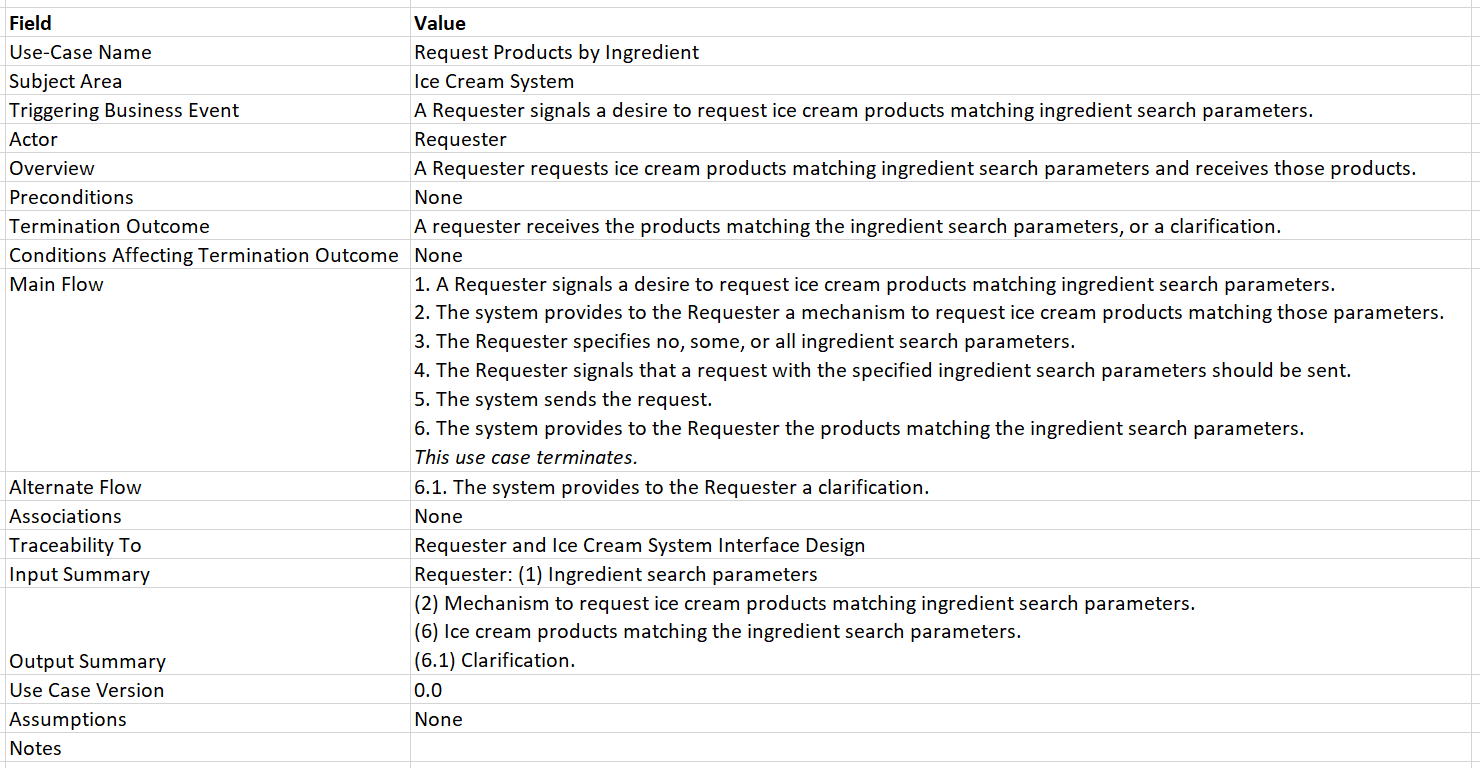 Field Value
Use-Case Name Request Products by Ingredient
Subject Area Ice Cream System
Triggering Business Event A Requester signals a desire to request ice cream products matching ingredient search parameters.
Actor Requester
Overview A Requester requests ice cream products matching ingredient search parameters and receives those products.
Preconditions None
Termination Outcome A requester receives the products matching the ingredient search parameters, or a clarification.
Conditions Affecting Termination Outcome None
Main Flow 1. A Requester signals a desire to request ice cream products matching ingredient search parameters.
2. The system provides to the Requester a mechanism to request ice cream products matching those parameters.
3. The Requester specifies no, some, or all ingredient search parameters.
4. The Requester signals that a request with the specified ingredient search parameters should be sent.
5. The system sends the request.
6. The system provides to the Requester the products matching the ingredient search parameters.
This use case terminates.
Alternate Flow 6.1. The system provides to the Requester a clarification.
Associations None
Traceability To Requester and Ice Cream System Interface Design
Input Summary Requester: (1) Ingredient search parameters
(2) Mechanism to request ice cream products matching ingredient search parameters.
(6) Ice cream products matching the ingredient search parameters.
Output Summary (6.1) Clarification.
Use Case Version 0.0
Assumptions None
Notes